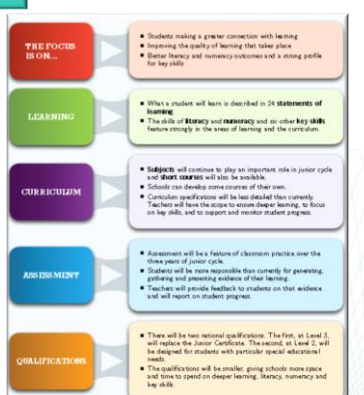 THE FOCUS
IS ON...
▪ Students making a greater connection with learning
▪ Improving the quality of learning that takes place
▪ Better literacy and numeracy outcomes and a strong profile
for key skills
LEARNING
▪ What a student will learn is described in 24 statements of
learning.
▪ The skills of literacy and numeracy and six other key skills
feature strongly in the areas of learning and the curriculum.
CURRICULUM
▪ Subjects will continue to play an important role in junior cycle
and short courses will also be available.
▪ Schools can develop some courses of their own.
▪ Curriculum specifications will be less detailed than currently.
Teachers will have the scope to ensure deeper learning, to focus
on key skills, and to support and monitor student progress.
ASSESSMENT
▪ Assessment will be a feature of classroom practice over the
three years of junior cycle.
▪ Students will be more responsible than currently for generating,
gathering and presenting evidence of their learning.
▪ Teachers will provide feedback to students on that evidence
and will report on student progress.
QUALIFICATIONS
▪ There will be two national qualifications. The first, at Level 3,
will replace the Junior Certificate. The second, at Level 2, will
be designed for students with particular special educational
needs.
▪ The qualifications will be smaller, giving schools more space
and time to spend on deeper learning, literacy, numeracy and
key skills.